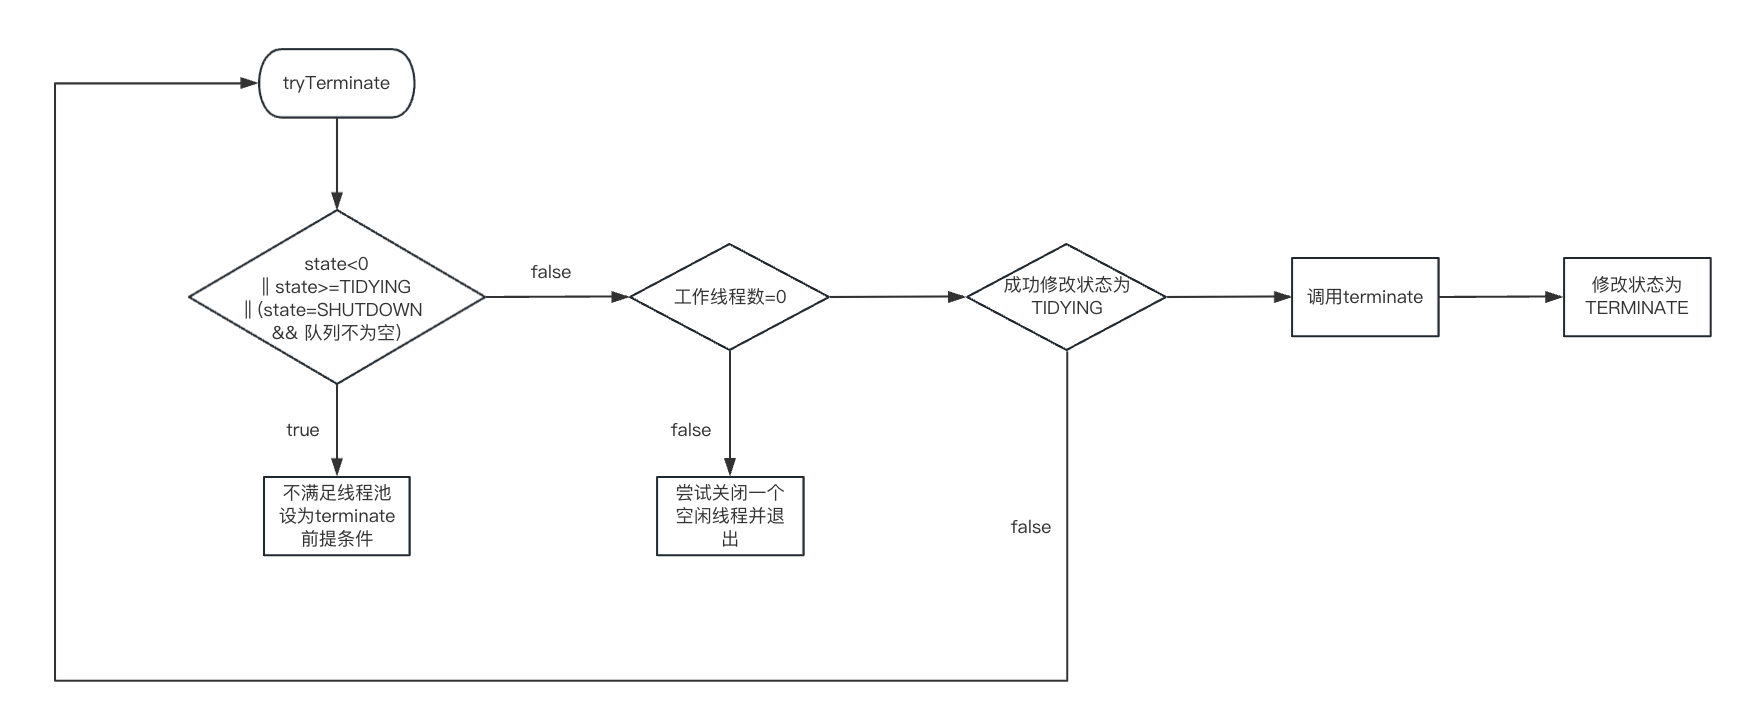 tryTerminate
state<0
|| state>=TIDYING
|| (state=SHUTDOWN
&& 队列不为空)
false
工作线程数=0
成功修改状态为
TIDYING
调用terminate
修改状态为
TERMINATE
true
false
不满足线程池
设为terminate
前提条件
尝试关闭一个
空闲线程并退
出
false